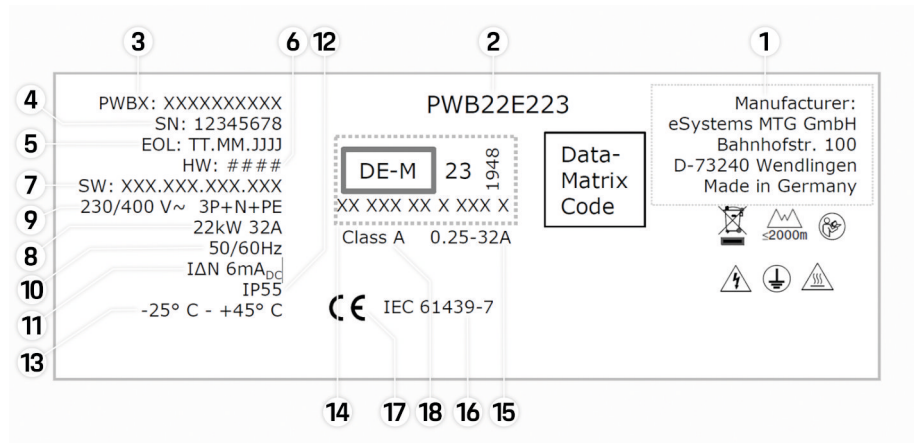 3 6 12 2 1
4 5 7 9 8 10 11 13
PWBX: XXXXXXXXXX
SN: 12345678
EOL: TT.MM.JJJJ
HW: ####
SW: XXX.XXX.XXX.XXX
230/400 V~ 3P+N+PE
22kW 32A
50/60Hz
IΔN 6mADC
IP55
-25° C - +45° C
PWB22E223
DE-M 23 1948
XX XXX XX X XXX X
Class A 0.25-32A
CE IEC 61439-7
Data-
Matrix
Code
Manufacturer:
eSystems MTG GmbH
Bahnhofstr. 100
D-73240 Wendlingen
Made in Germany
≤2000m
14 17 18 16 15